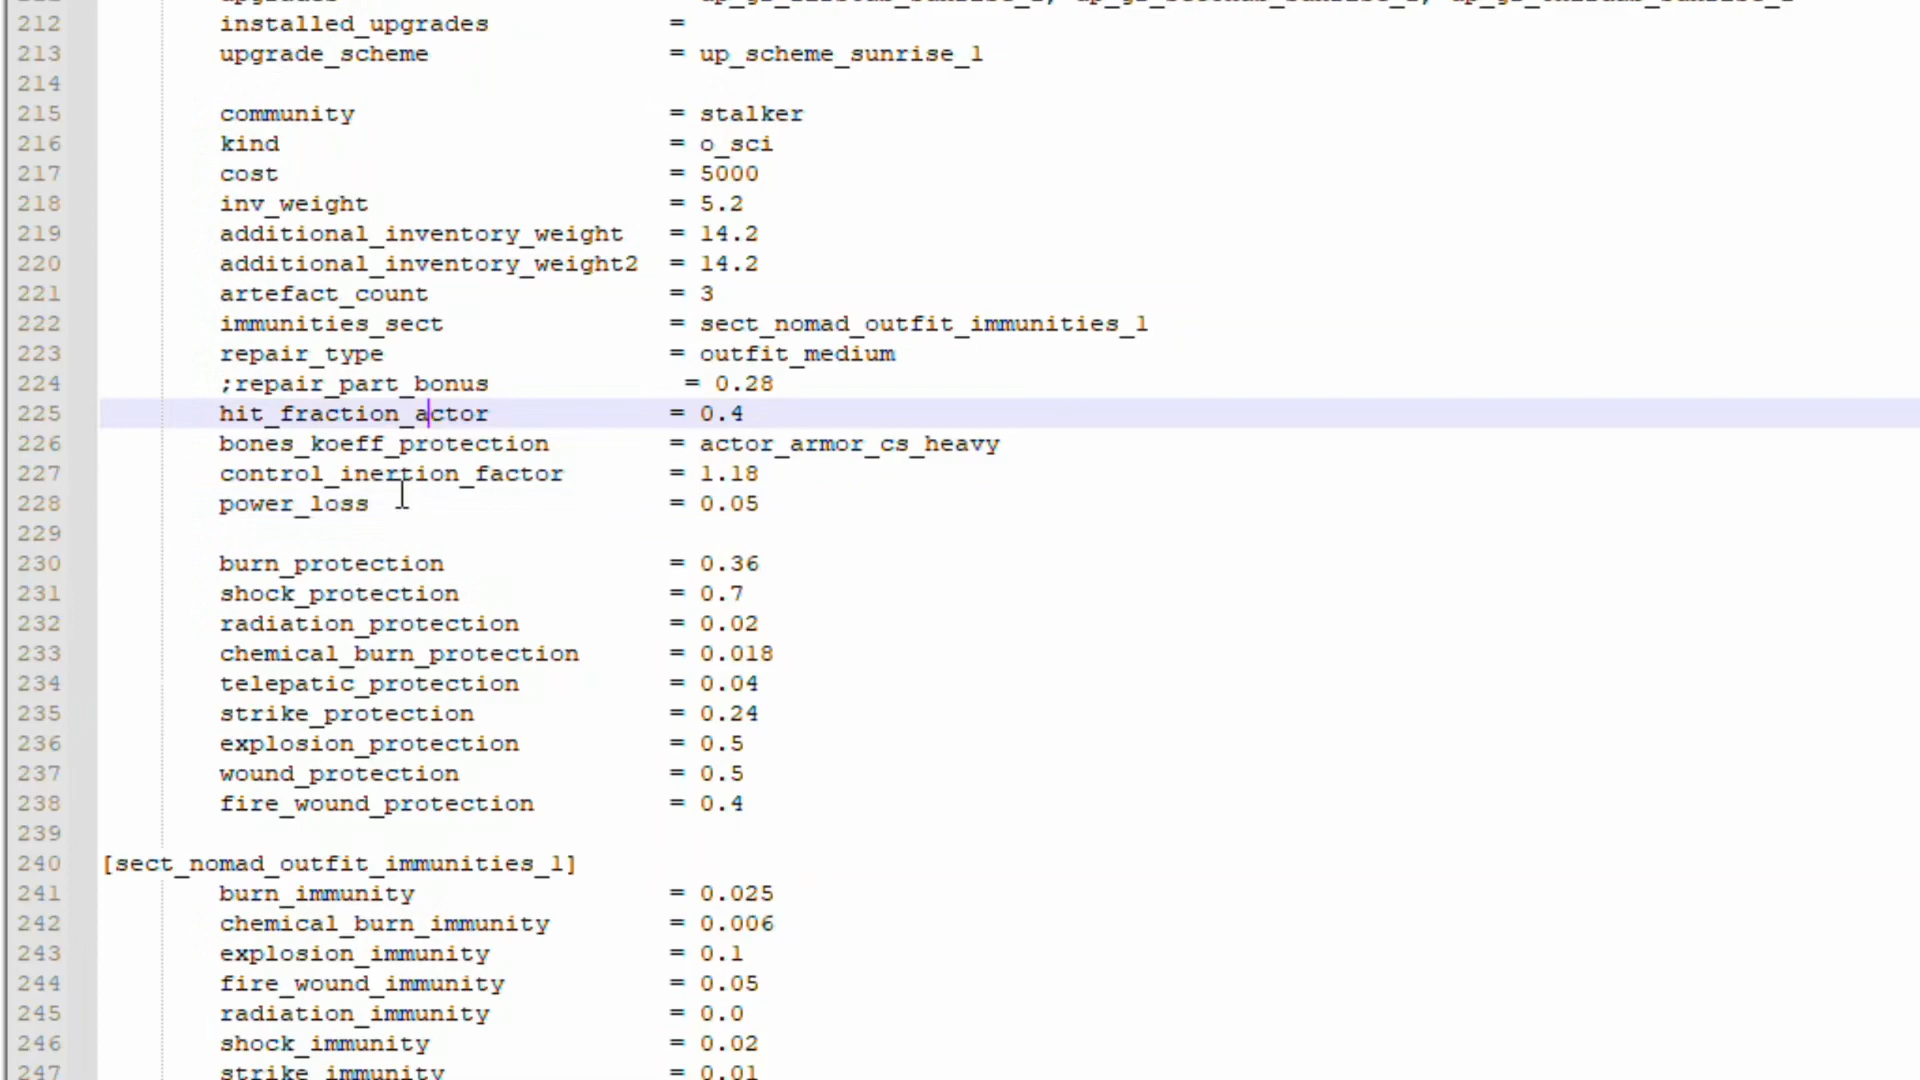 212 installed_upgrades =
213 upgrade_scheme = up_scheme_sunrise_1
214
215 community = stalker
216 kind = o_sci
217 cost = 5000
218 inv_weight = 5.2
219 additional_inventory_weight = 14.2
220 additional_inventory_weight2 = 14.2
221 artefact_count = 3
222 immunities_sect = sect_nomad_outfit_immunities_1
223 repair_type = outfit_medium
224 ;repair_part_bonus = 0.28
225 hit_fraction_actor = 0.4
226 bones_koeff_protection = actor_armor_cs_heavy
227 control_inertion_factor = 1.18
228 power_loss = 0.05
229
230 burn_protection = 0.36
231 shock_protection = 0.7
232 radiation_protection = 0.02
233 chemical_burn_protection = 0.018
234 telepatic_protection = 0.04
235 strike_protection = 0.24
236 explosion_protection = 0.5
237 wound_protection = 0.5
238 fire_wound_protection = 0.4
239
240 [sect_nomad_outfit_immunities_1]
241 burn_immunity = 0.025
242 chemical_burn_immunity = 0.006
243 explosion_immunity = 0.1
244 fire_wound_immunity = 0.05
245 radiation_immunity = 0.0
246 shock_immunity = 0.02
247 strike_immunity = 0.01